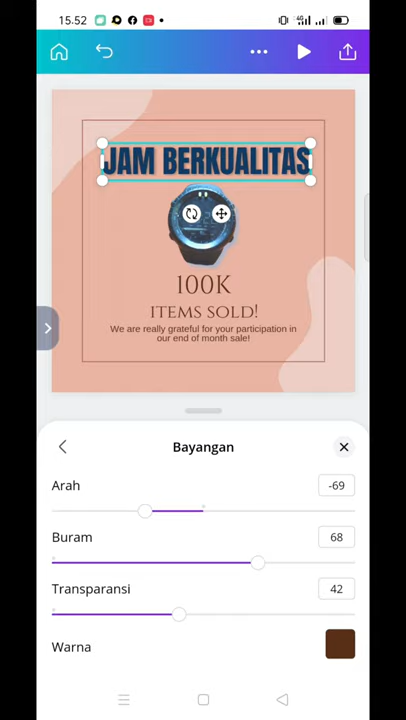 15.52
JAM BERKUALITAS
100K
ITEMS SOLD!
We are really grateful for your participation in
our end of month sale!
Bayangan
Arah
-69
Buram
68
Transparansi
42
Warna